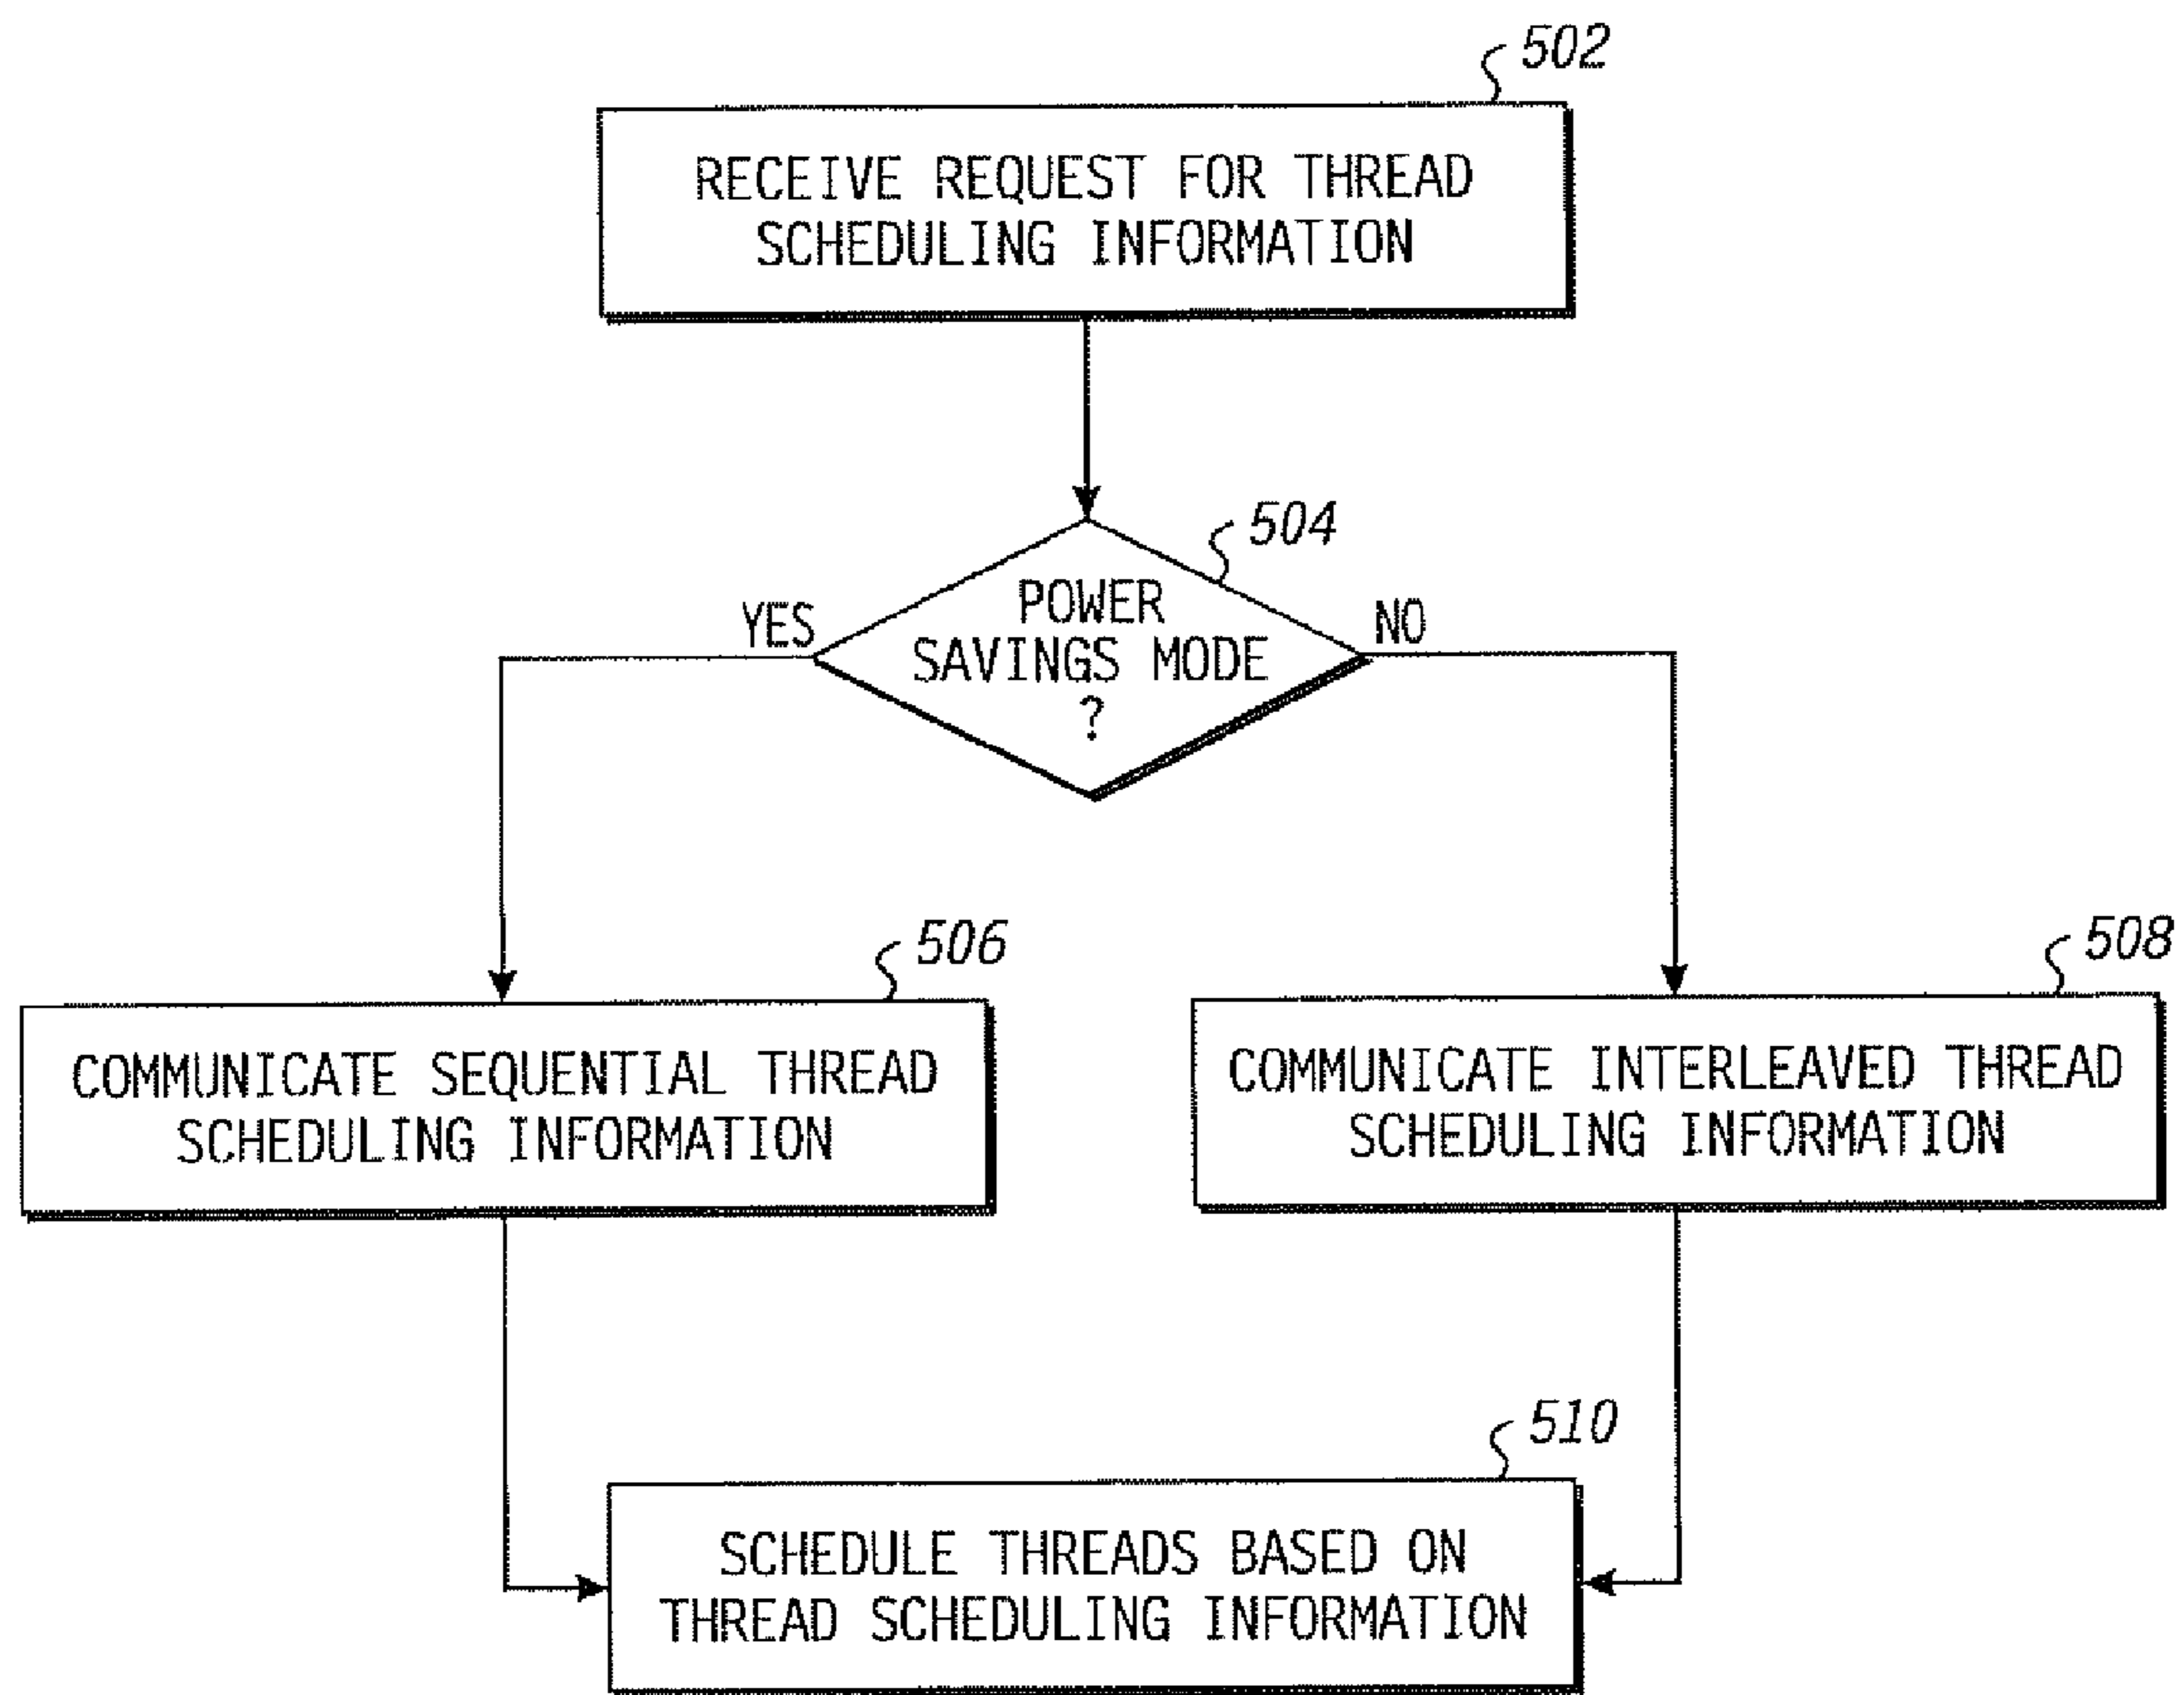 502
RECEIVE REQUEST FOR THREAD
SCHEDULING INFORMATION
504
POWER
SAVINGS MODE
?
YES
NO
506
COMMUNICATE SEQUENTIAL THREAD
SCHEDULING INFORMATION
508
COMMUNICATE INTERLEAVED THREAD
SCHEDULING INFORMATION
510
SCHEDULE THREADS BASED ON
THREAD SCHEDULING INFORMATION